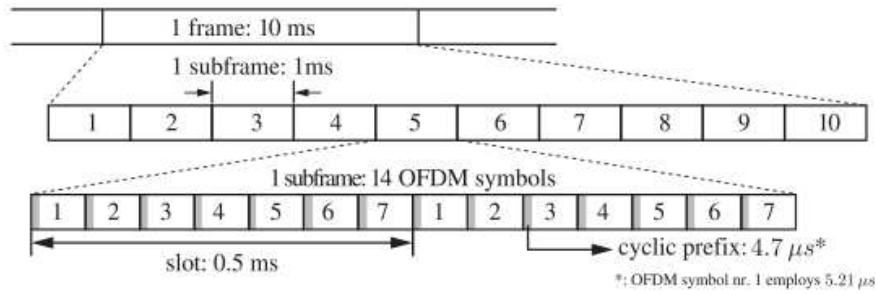 1 frame: 10 ms
1 subframe: 1ms
1 2 3 4 5 6 7 8 9 10
1 subframe: 14 OFDM symbols
1 2 3 4 5 6 7 1 2 3 4 5 6 7
slot: 0.5 ms
cyclic prefix: 4.7 μs*
*: OFDM symbol nr. 1 employs 5.21 μs